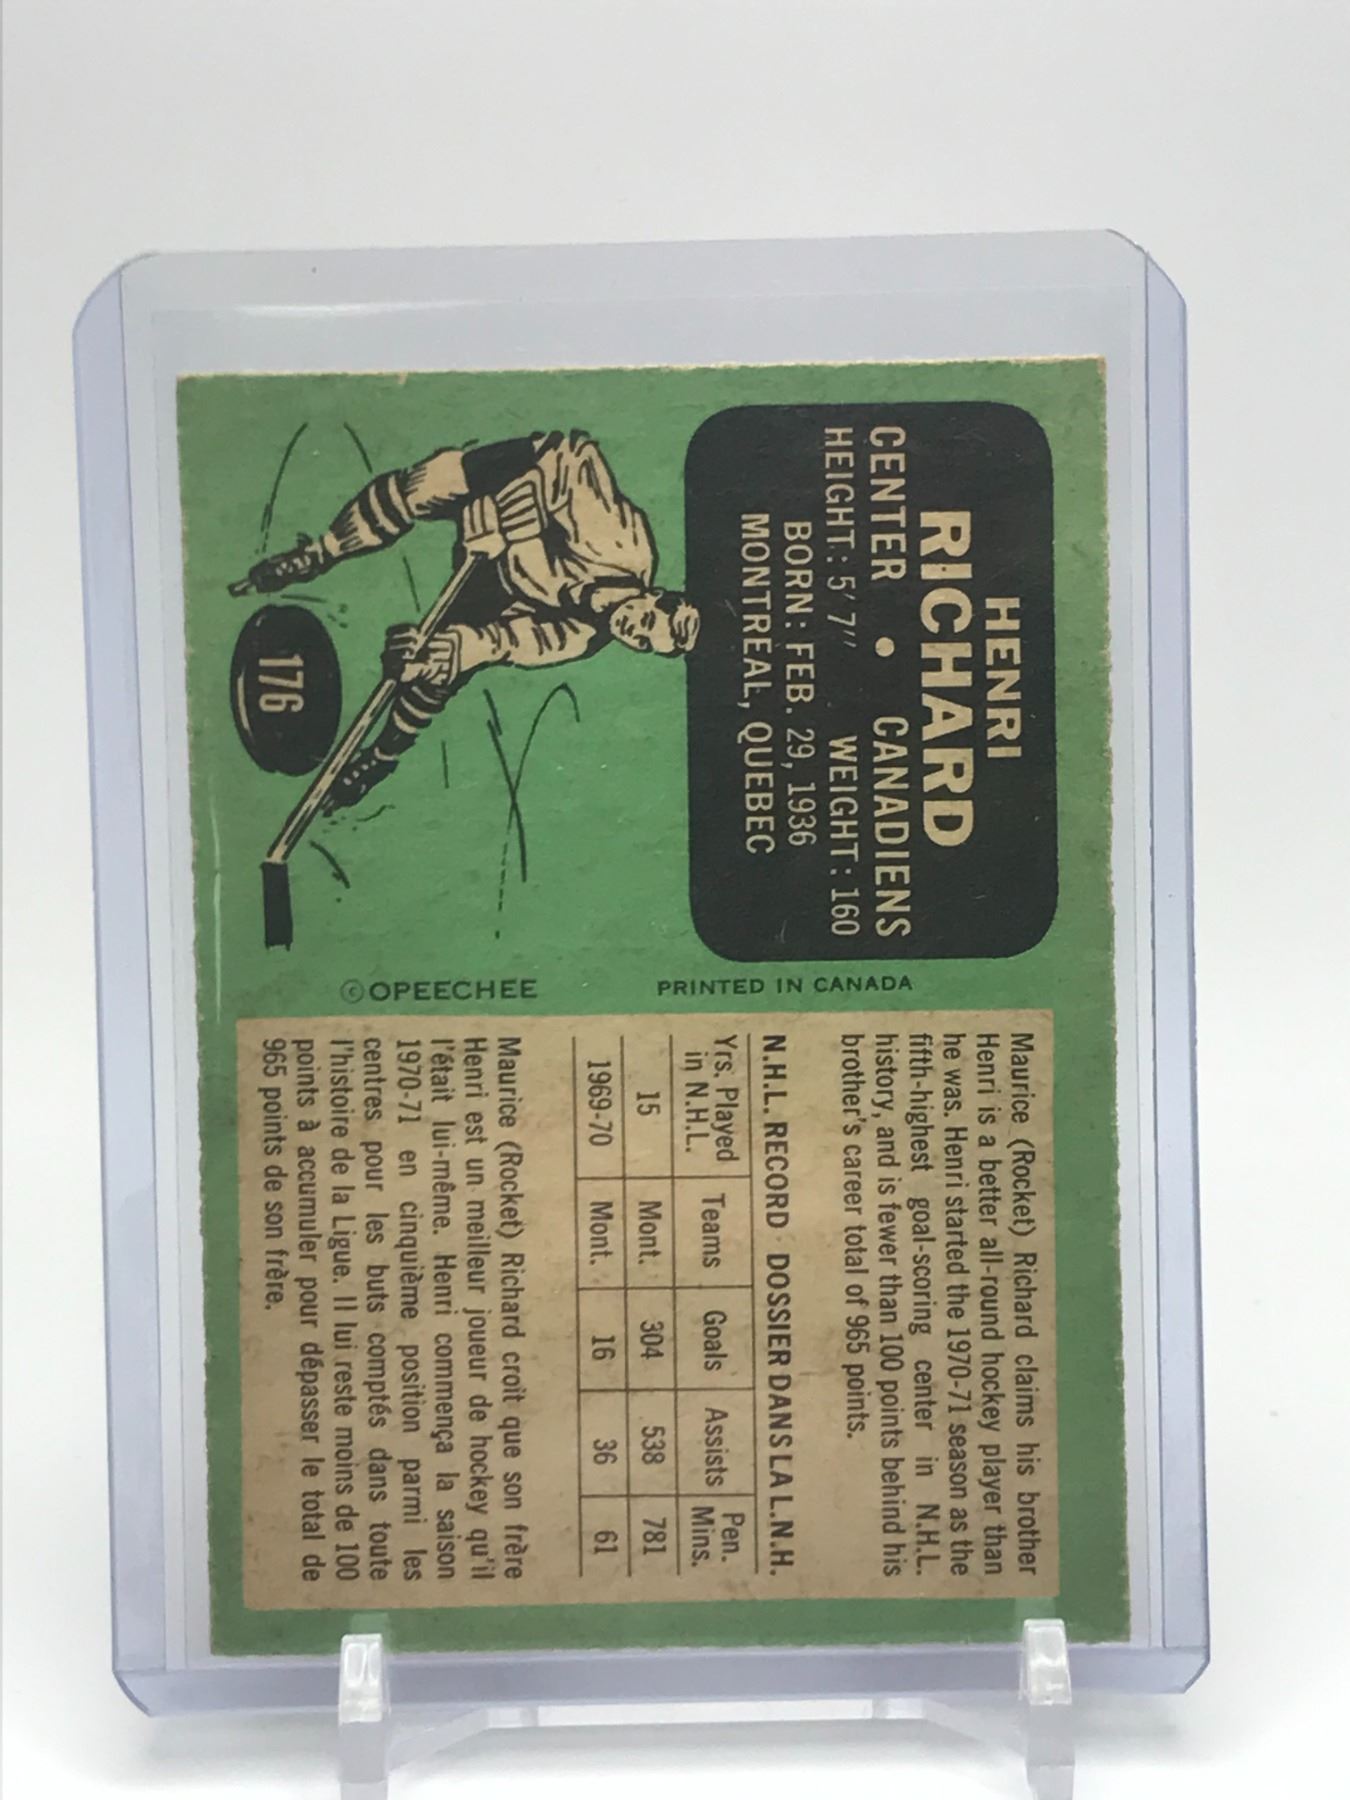 HENRI
RICHARD
CENTER • CANADIENS
HEIGHT: 5'7" WEIGHT: 160
BORN: FEB. 29, 1936
MONTREAL, QUEBEC
176
PRINTED IN CANADA
© OPEECHEE
Maurice (Rocket) Richard claims his brother
Henri is a better all-round hockey player than
he was. Henri started the 1970-71 season as the
fifth-highest goal-scoring center in N.H.L.
history, and is fewer than 100 points behind his
brother's career total of 965 points.
N.H.L. RECORD · DOSSIER DANS LA L.N.H.
Yrs. Played in N.H.L. Teams Goals Assists Pen. Mins.
15 Mont. 304 538 781
1969-70 Mont. 16 36 61
Maurice (Rocket) Richard croit que son frère
Henri est un meilleur joueur de hockey qu'il
l'était lui-même. Henri commença la saison
1970-71 en cinquième position parmi les
centres pour les buts comptés dans toute
l'histoire de la Ligue. Il lui reste moins de 100
points à accumuler pour dépasser le total de
965 points de son frère.